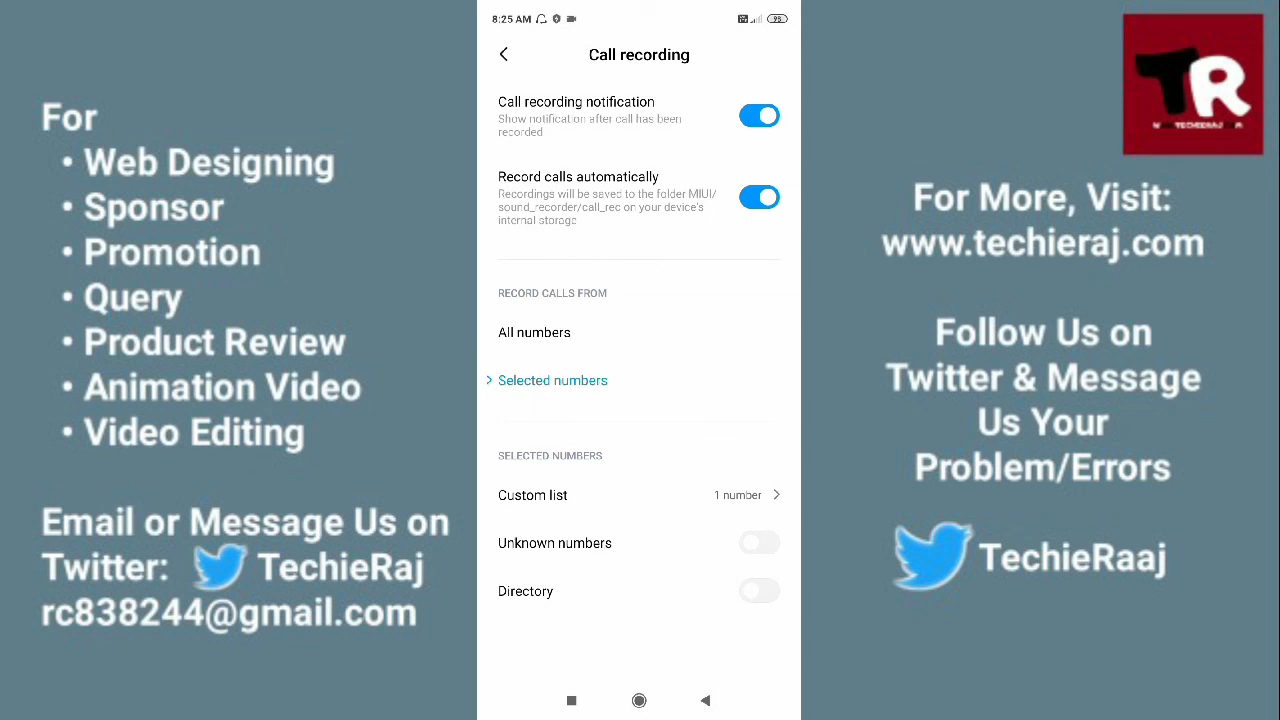 For
• Web Designing
• Sponsor
• Promotion
• Query
• Product Review
• Animation Video
• Video Editing
Email or Message Us on
Twitter: TechieRaj
rc838244@gmail.com
8:25 AM
98
Call recording
Call recording notification
Show notification after call has been
recorded
Record calls automatically
Recordings will be saved to the folder MIUI/
sound_recorder/call_rec on your device's
internal storage
RECORD CALLS FROM
All numbers
Selected numbers
SELECTED NUMBERS
Custom list 1 number
Unknown numbers
Directory
TR
For More, Visit:
www.techieraj.com
Follow Us on
Twitter & Message
Us Your
Problem/Errors
TechieRaaj